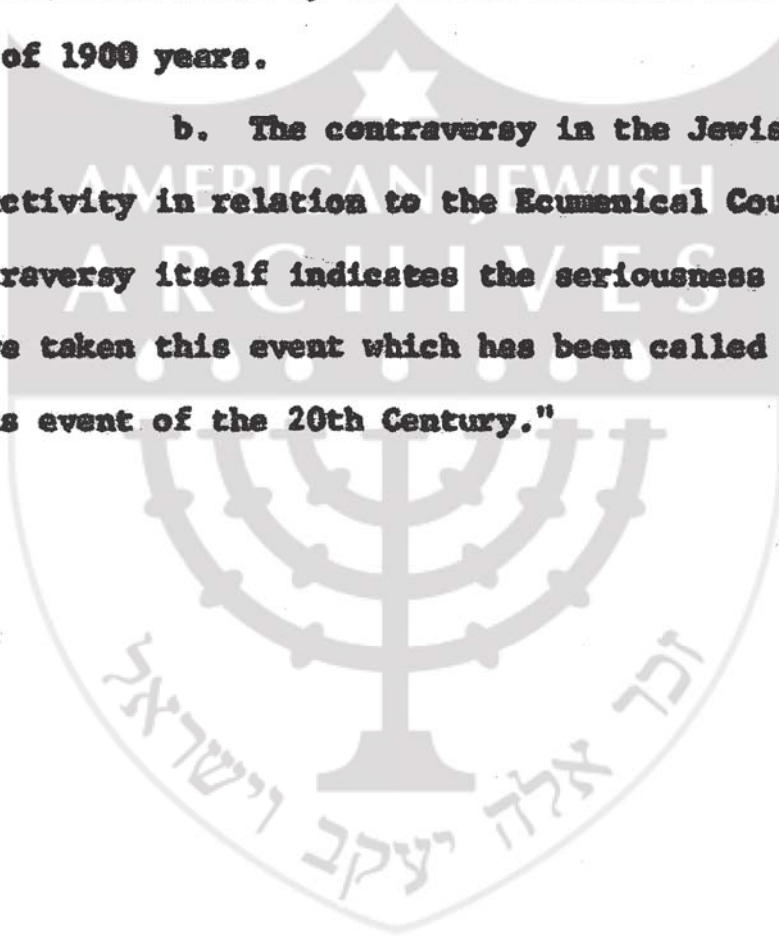 of 1900 years.
b. The contraversy in the Jewis
ctivity in relation to the Ecumenical Cou
raversy itself indicates the seriousness
e taken this event which has been called
s event of the 20th Century."
AMERICAN JEWISH
ARCHIVES
זכר אלה יעקב וישראל